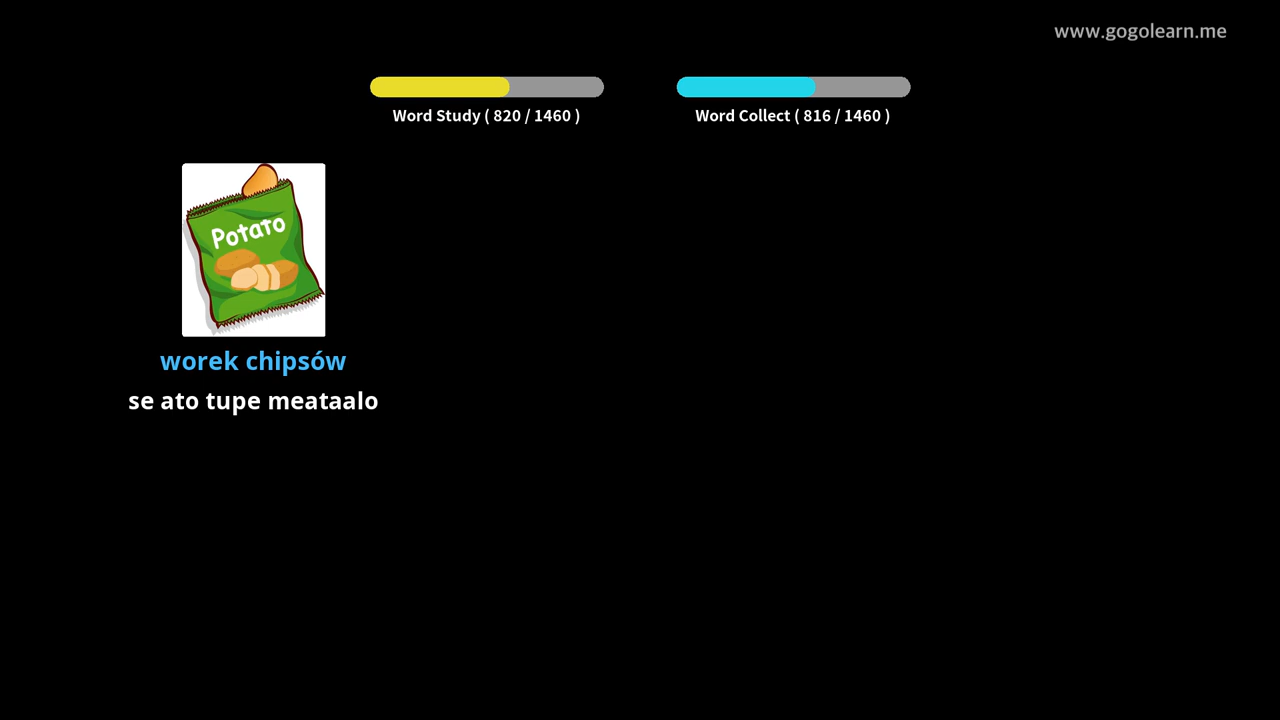 www.gogolearn.me
Word Study ( 820 / 1460 )
Word Collect ( 816 / 1460 )
Potato
worek chipsów
se ato tupe meataalo